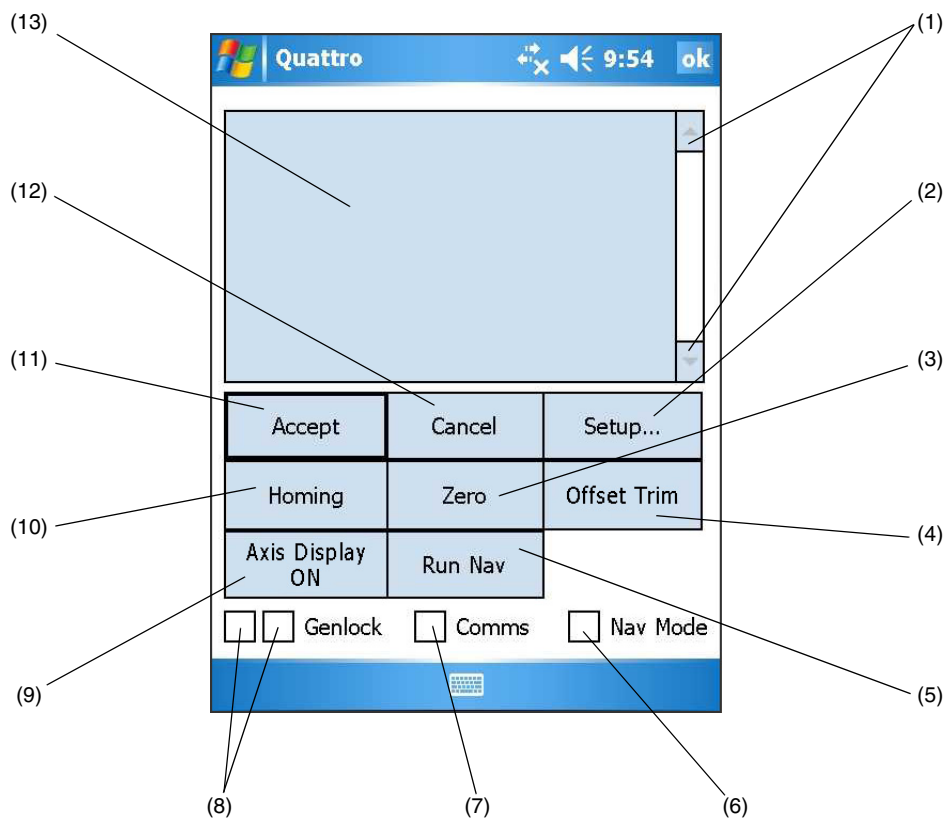 (13)
(1)
Quattro 9:54 ok
(12)
(2)
(11)
(3)
Accept Cancel Setup...
Homing Zero Offset Trim
(10)
(4)
Axis Display
ON
Run Nav
Genlock Comms Nav Mode
(9)
(5)
(8)
(7)
(6)